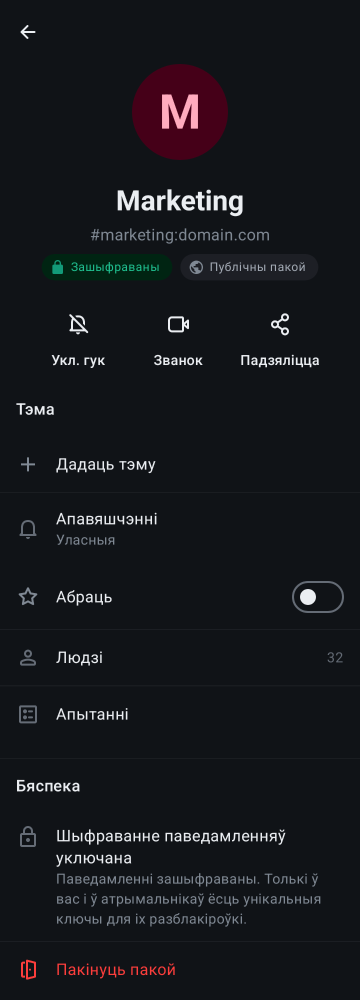 M
Marketing
#marketing:domain.com
Зашыфраваны
Публічны пакой
Укл. гук
Званок
Падзяліцца
Тэма
Дадаць тэму
Апавяшчэнні
Уласныя
Абраць
Людзі 32
Апытанні
Бяспека
Шыфраванне паведамленняў
уключана
Паведамленні зашыфраваны. Толькі ў
вас і ў атрымальнікаў ёсць унікальныя
ключы для іх разблакіроўкі.
Пакінуць пакой